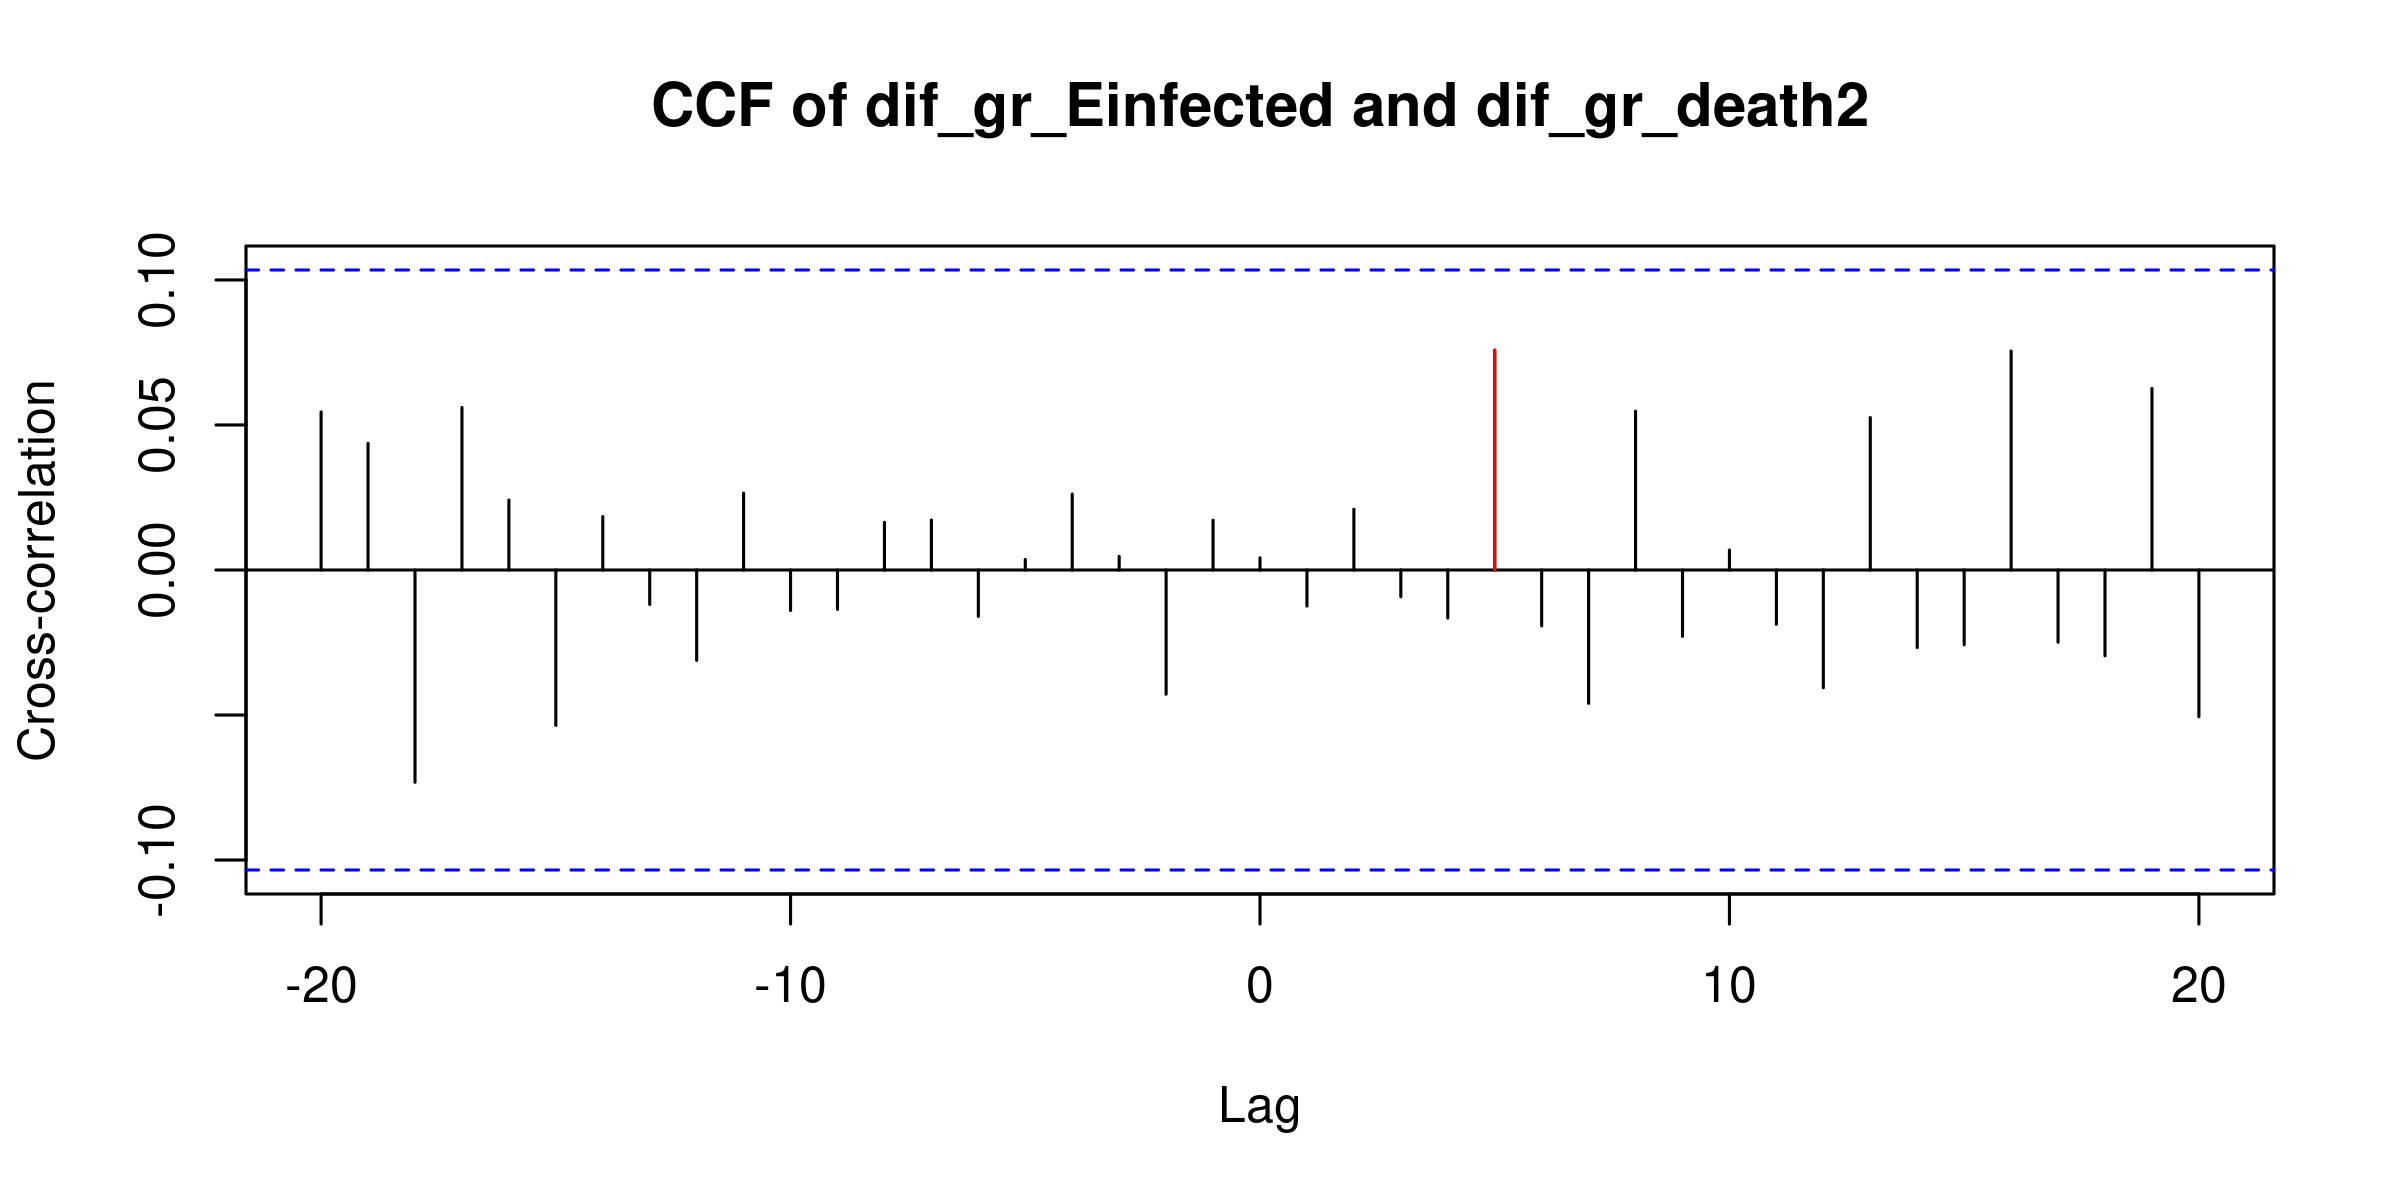 CCF of dif_gr_Einfected and dif_gr_death2
Cross-correlation
0.10
0.05
0.00
-0.10
-20 -10 0 10 20
Lag